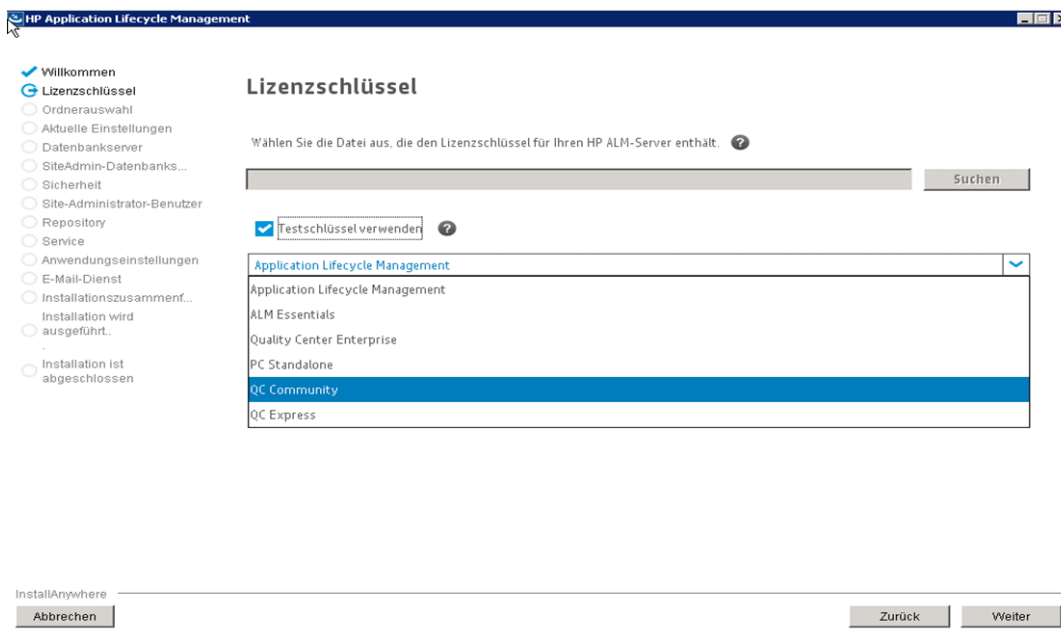 HP Application Lifecycle Management
Willkommen
Lizenzschlüssel
Ordnerauswahl
Aktuelle Einstellungen
Datenbankserver
SiteAdmin-Datenbanks...
Sicherheit
Site-Administrator-Benutzer
Repository
Service
Anwendungseinstellungen
E-Mail-Dienst
Installationszusammenf...
Installation wird
ausgeführt..
.
Installation ist
abgeschlossen
Lizenzschlüssel
Wählen Sie die Datei aus, die den Lizenzschlüssel für Ihren HP ALM-Server enthält. ?
Suchen
Testschlüssel verwenden ?
Application Lifecycle Management
Application Lifecycle Management
ALM Essentials
Quality Center Enterprise
PC Standalone
QC Community
QC Express
InstallAnywhere
Abbrechen
Zurück
Weiter